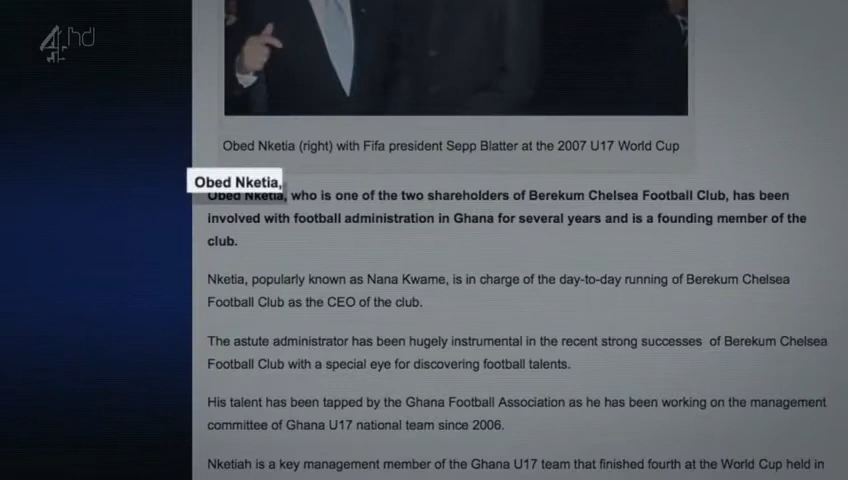 4hd
Obed Nketia (right) with Fifa president Sepp Blatter at the 2007 U17 World Cup
Obed Nketia,
Obed Nketia, who is one of the two shareholders of Berekum Chelsea Football Club, has been
involved with football administration in Ghana for several years and is a founding member of the
club.
Nketia, popularly known as Nana Kwame, is in charge of the day-to-day running of Berekum Chelsea
Football Club as the CEO of the club.
The astute administrator has been hugely instrumental in the recent strong successes of Berekum Chelsea
Football Club with a special eye for discovering football talents.
His talent has been tapped by the Ghana Football Association as he has been working on the management
committee of Ghana U17 national team since 2006.
Nketiah is a key management member of the Ghana U17 team that finished fourth at the World Cup held in